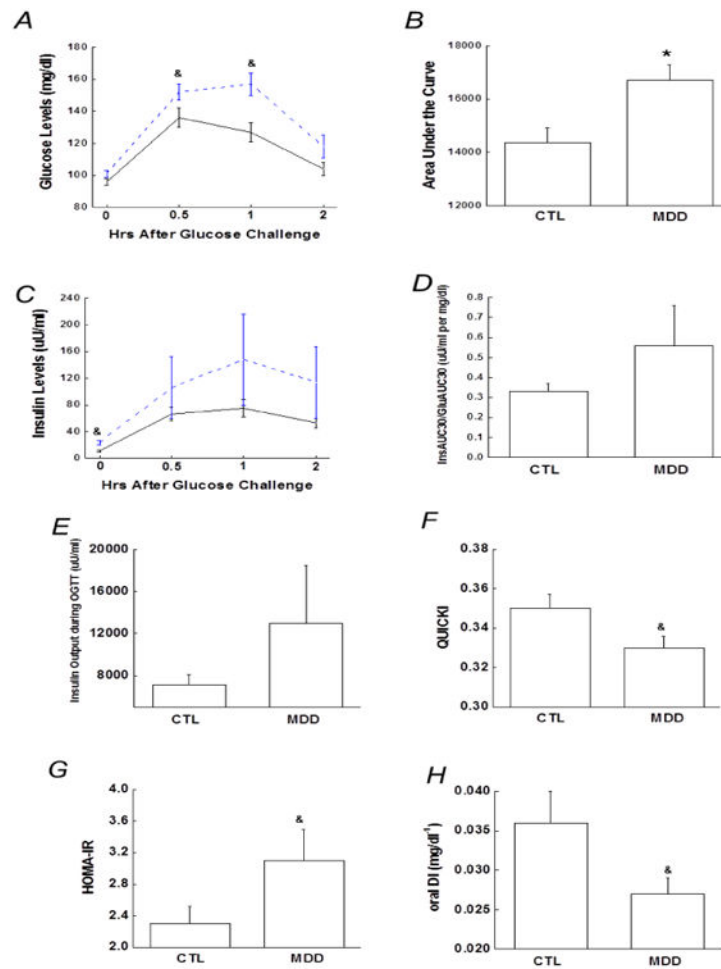 A
Glucose Levels (mg/dl)
180
160
140
120
100
80
&
&
0
0.5
1
2
Hrs After Glucose Challenge
B
Area Under the Curve
18000
16000
14000
12000
*
CTL
MDD
C
Insulin Levels (uU/ml)
240
200
160
120
80
40
0
&
0
0.5
1
2
Hrs After Glucose Challenge
D
InsAUC30/GluAUC30 (uU/ml per mg/dl)
0.8
0.7
0.6
0.5
0.4
0.3
0.2
0.1
0.0
CTL
MDD
E
Insulin Output during OGTT (uU/ml)
20000
16000
12000
8000
CTL
MDD
F
QUICKI
0.38
0.36
0.34
0.32
0.30
&
CTL
MDD
G
HOMA-IR
4.0
3.6
3.2
2.8
2.4
2.0
&
CTL
MDD
H
oral DI (mg/dl⁻¹)
0.040
0.035
0.030
0.025
0.020
&
CTL
MDD